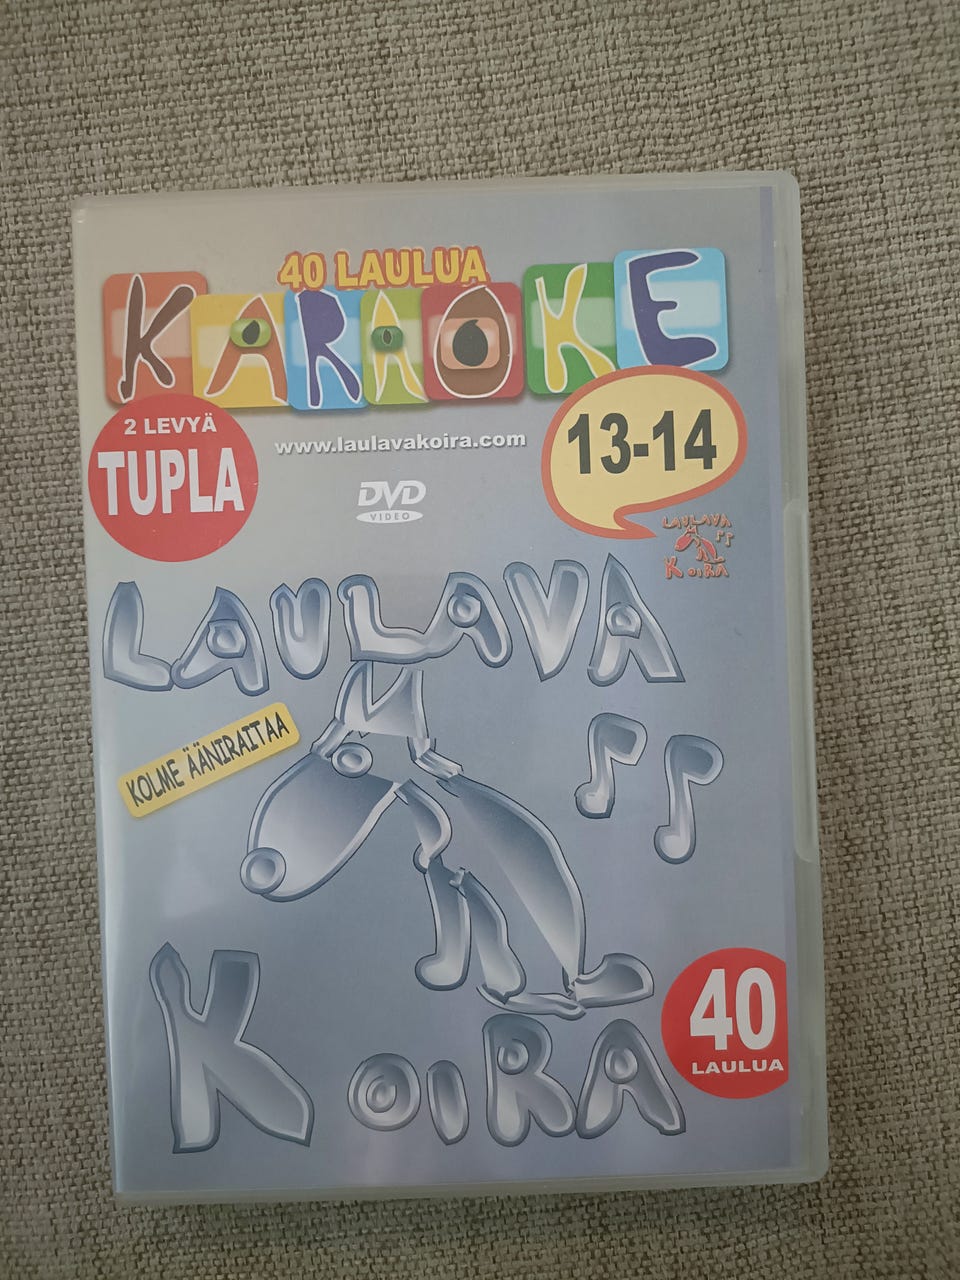 40 LAULUA
KARAOKE
2 LEVYÄ
TUPLA
www.laulavakoira.com
13-14
DVD
VIDEO
LAULAVA
KOIRA
LAULAVA
KOLME ÄÄNIRAITAA
KOIRA
40
LAULUA